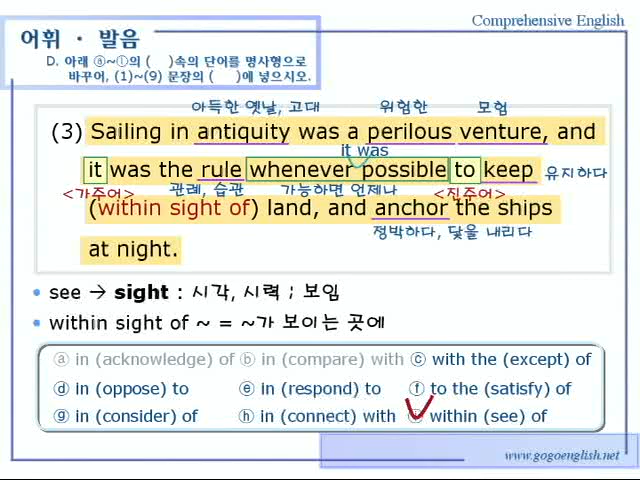 Comprehensive English
어휘 · 발음
D. 아래 ⓐ~ⓘ의 ( )속의 단어를 명사형으로
바꾸어, (1)~(9) 문장의 ( )에 넣으시오.
아득한 옛날, 고대 위험한 모험
(3) Sailing in antiquity was a perilous venture, and
it was
it was the rule whenever possible to keep 유지하다
<가주어> 관례, 습관 가능하면 언제나 <진주어>
(within sight of) land, and anchor the ships
정박하다, 닻을 내리다
at night.
• see → sight : 시각, 시력 ; 보임
• within sight of ~ = ~가 보이는 곳에
ⓐ in (acknowledge) of ⓑ in (compare) with ⓒ with the (except) of
ⓓ in (oppose) to ⓔ in (respond) to ⓕ to the (satisfy) of
ⓖ in (consider) of ⓗ in (connect) with ⓘ within (see) of
www.gogoenglish.net